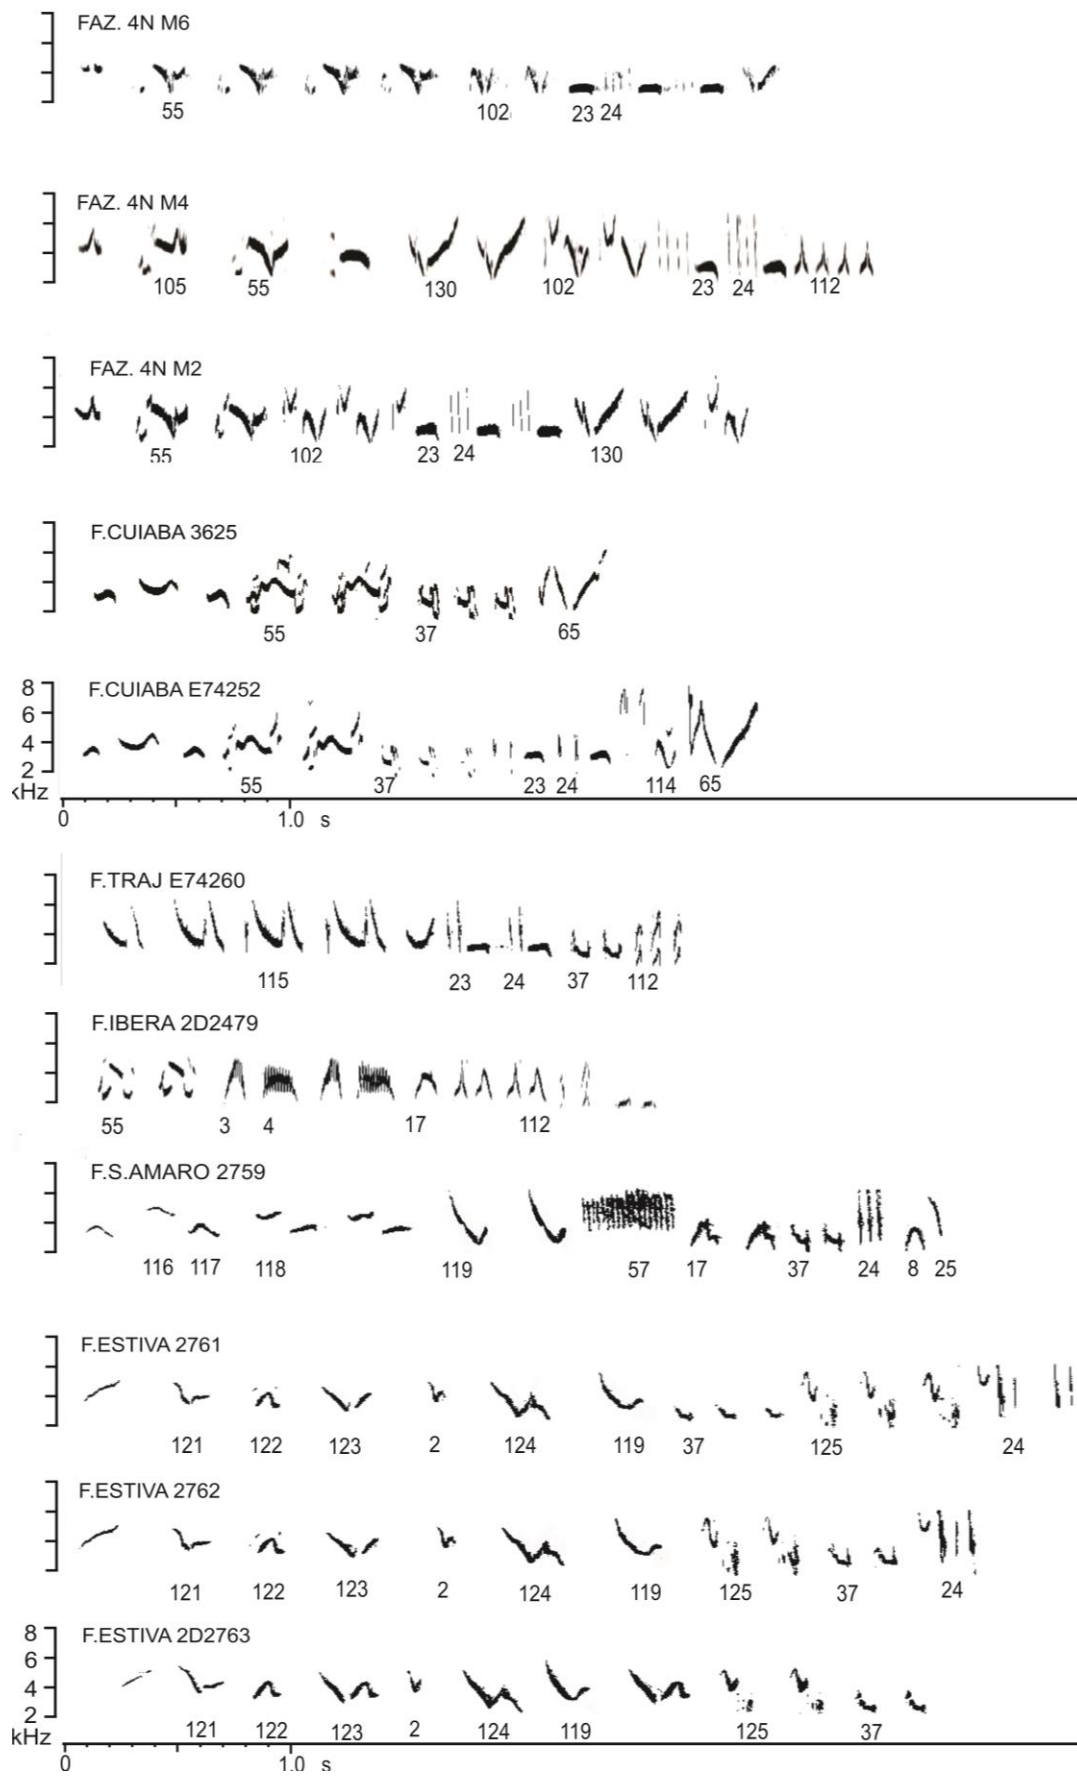 FAZ. 4N M6
55 102 23 24
FAZ. 4N M4
105 55 130 102 23 24 112
FAZ. 4N M2
55 102 23 24 130
F.CUIABA 3625
55 37 65
F.CUIABA E74252
8
6
4
2
kHz
55 37 23 24 114 65
0 1.0 s
F.TRAJ E74260
115 23 24 37 112
F.IBERA 2D2479
55 3 4 17 112
F.S.AMARO 2759
116 117 118 119 57 17 37 24 8 25
F.ESTIVA 2761
121 122 123 2 124 119 37 125 24
F.ESTIVA 2762
121 122 123 2 124 119 125 37 24
F.ESTIVA 2D2763
8
6
4
2
kHz
121 122 123 2 124 119 125 37
0 1.0 s